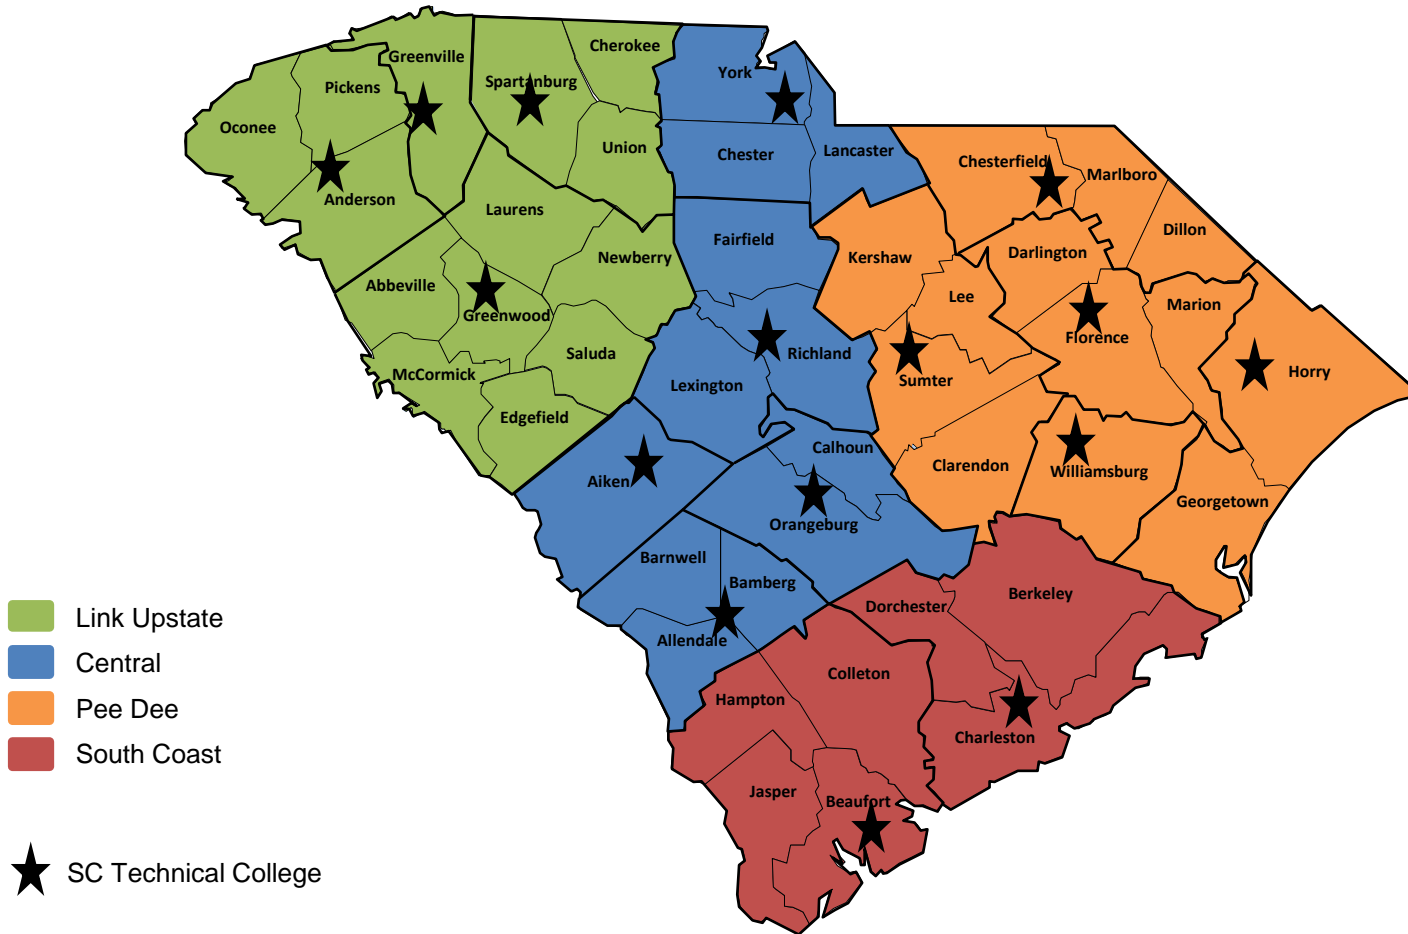 Cherokee
Greenville
York
Spartanburg
Pickens
Oconee
Union
Chester
Lancaster
Chesterfield
Marlboro
Anderson
Laurens
Dillon
Fairfield
Darlington
Newberry
Kershaw
Abbeville
Lee
Marion
Greenwood
Florence
Saluda
Richland
McCormick
Sumter
Horry
Lexington
Edgefield
Calhoun
Clarendon
Williamsburg
Aiken
Georgetown
Orangeburg
Barnwell
Bamberg
Berkeley
Dorchester
Link Upstate
Allendale
Central
Colleton
Hampton
Pee Dee
Charleston
South Coast
Jasper
Beaufort
SC Technical College